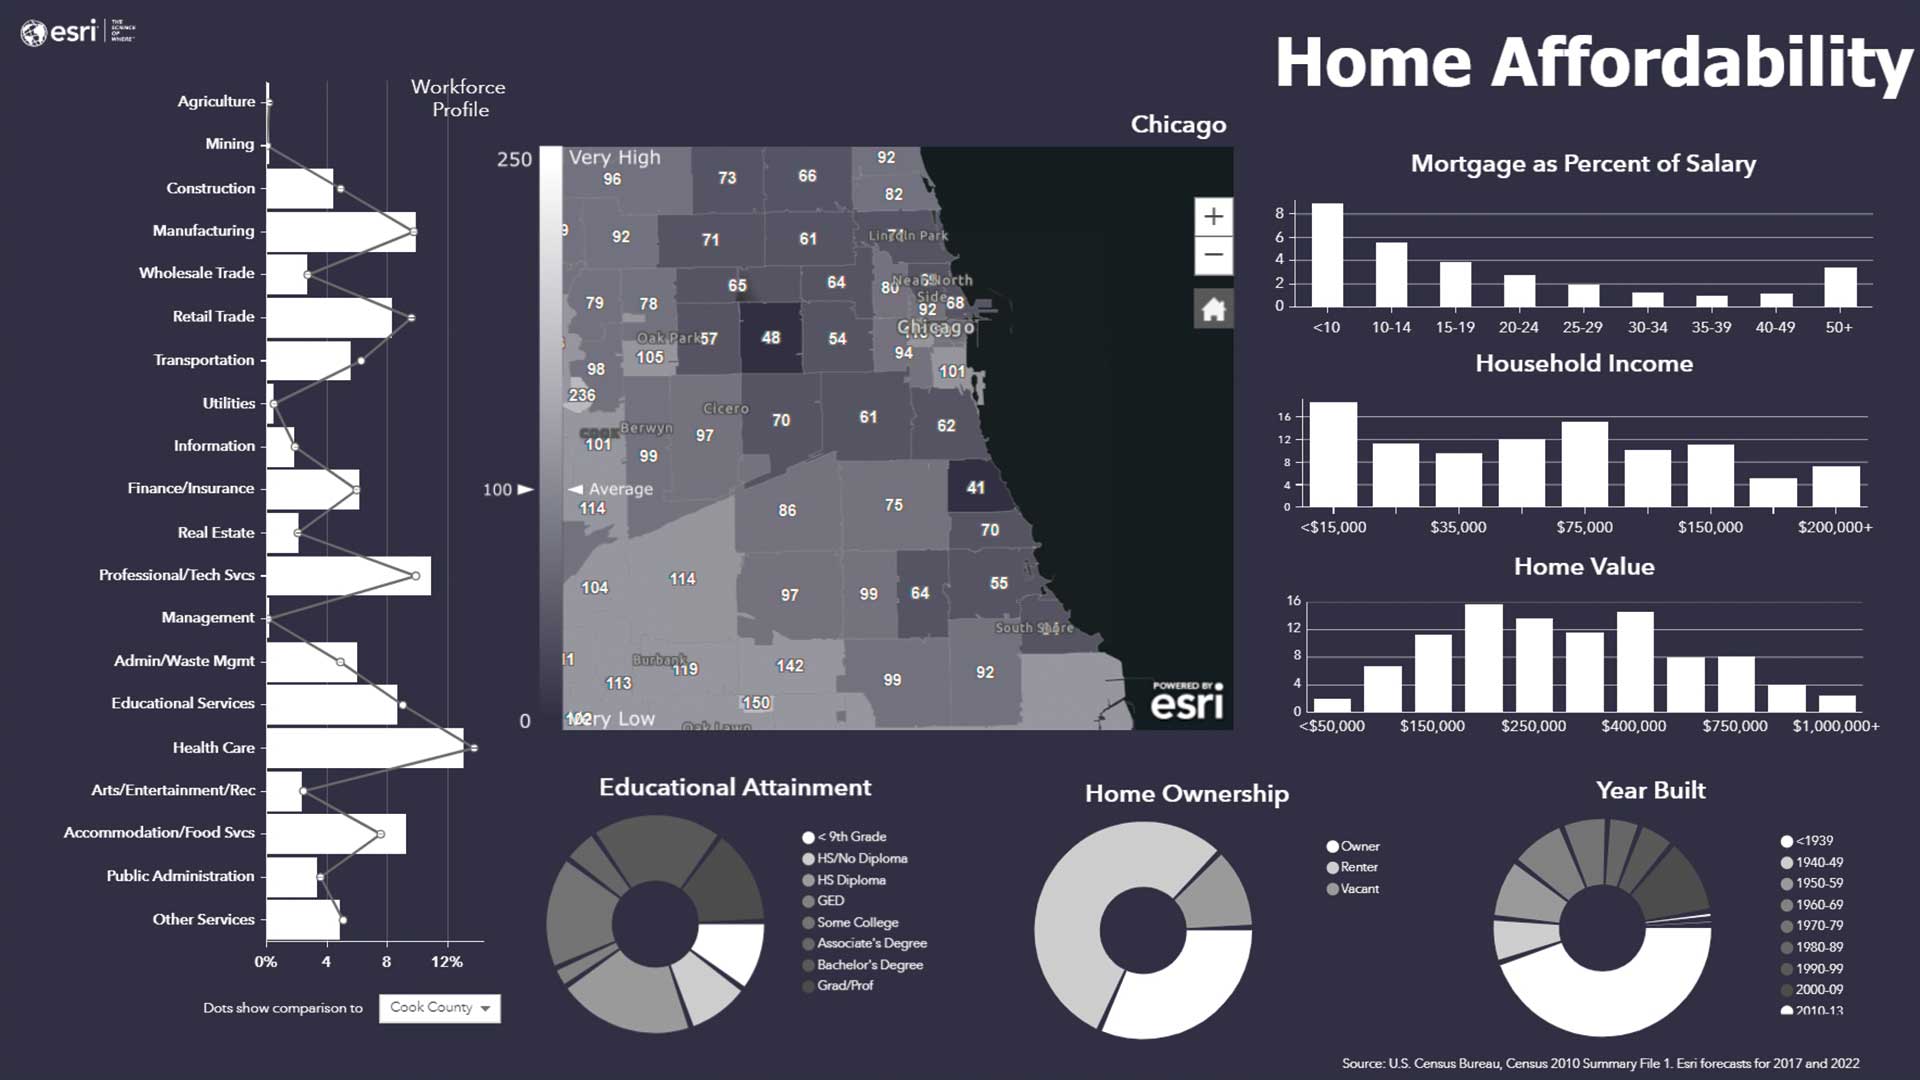 esri
THE SCIENCE OF WHERE
Home Affordability
Workforce
Profile
Agriculture
Mining
Construction
Manufacturing
Wholesale Trade
Retail Trade
Transportation
Utilities
Information
Finance/Insurance
Real Estate
Professional/Tech Svcs
Management
Admin/Waste Mgmt
Educational Services
Health Care
Arts/Entertainment/Rec
Accommodation/Food Svcs
Public Administration
Other Services
0% 4 8 12%
Dots show comparison to Cook County
Chicago
250
100
0
Very High
92
96 73 66
82
92 71 61
Lincoln Park
65 64 80
Near North
Side
79 78 92 68
Chicago
Oak Park 57 48 54
105 94
98 101
236
Cicero 70 61 62
Berwyn 97
101
99
Average
114 86 75 41
70
104 114 97 99 64 55
South Shore
Burbank 119 142 99 92
113
150
Very Low
Oak Lawn
+
−
POWERED BY
esri
Mortgage as Percent of Salary
8
6
4
2
0
<10 10-14 15-19 20-24 25-29 30-34 35-39 40-49 50+
Household Income
16
12
8
4
0
<$15,000 $35,000 $75,000 $150,000 $200,000+
Home Value
16
12
8
4
0
<$50,000 $150,000 $250,000 $400,000 $750,000 $1,000,000+
Educational Attainment
< 9th Grade
HS/No Diploma
HS Diploma
GED
Some College
Associate's Degree
Bachelor's Degree
Grad/Prof
Home Ownership
Owner
Renter
Vacant
Year Built
<1939
1940-49
1950-59
1960-69
1970-79
1980-89
1990-99
2000-09
2010-13
Source: U.S. Census Bureau, Census 2010 Summary File 1. Esri forecasts for 2017 and 2022